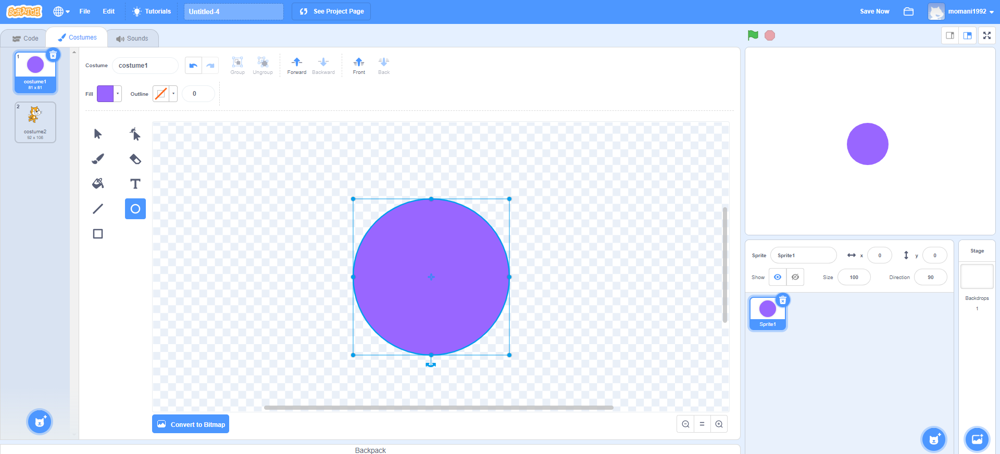 SCRATCH File Edit Tutorials Untitled-4 See Project Page Save Now momani1992
Code Costumes Sounds
1
costume1
81 x 81
2
costume2
92 x 106
Costume costume1 Group Ungroup Forward Backward Front Back
Fill Outline 0
T
Convert to Bitmap
Backpack
Sprite Sprite1 x 0 y 0
Show Size 100 Direction 90
Sprite1
Stage
Backdrops
1